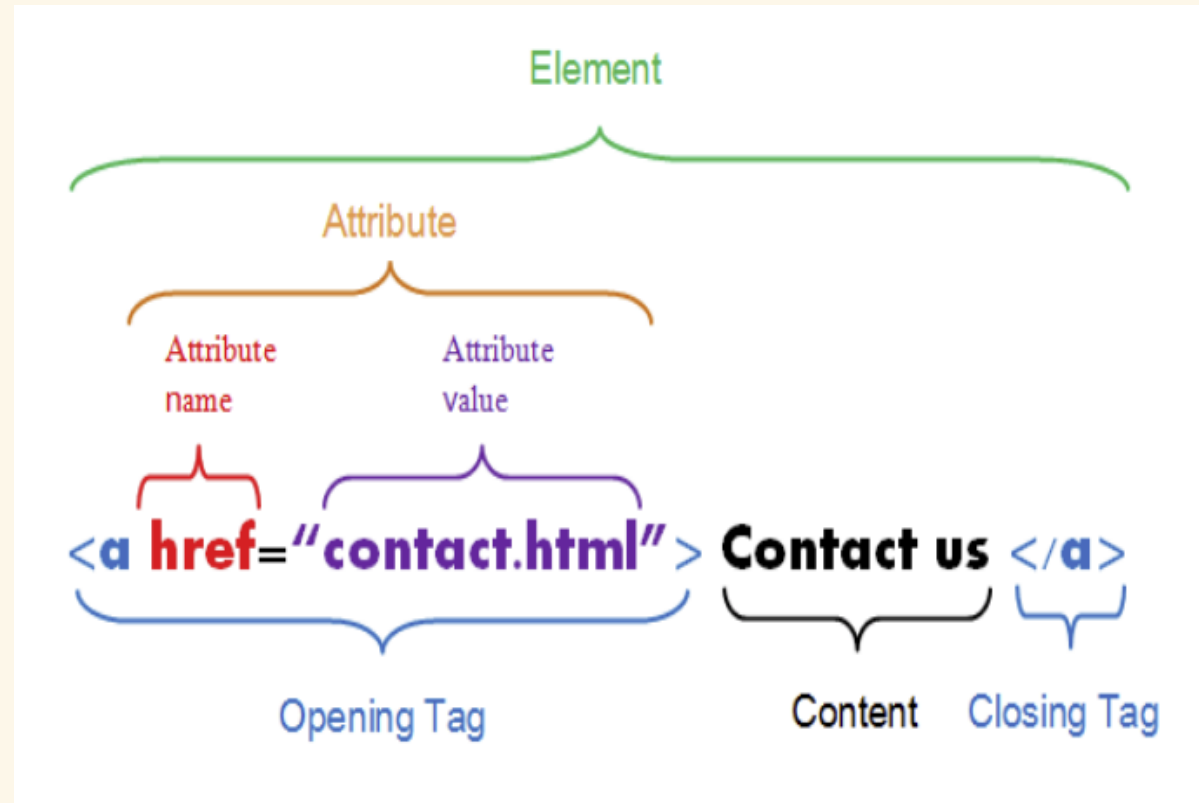 Element
Attribute
Attribute
name
Attribute
value
<a href=“contact.html”> Contact us </a>
Opening Tag
Content
Closing Tag